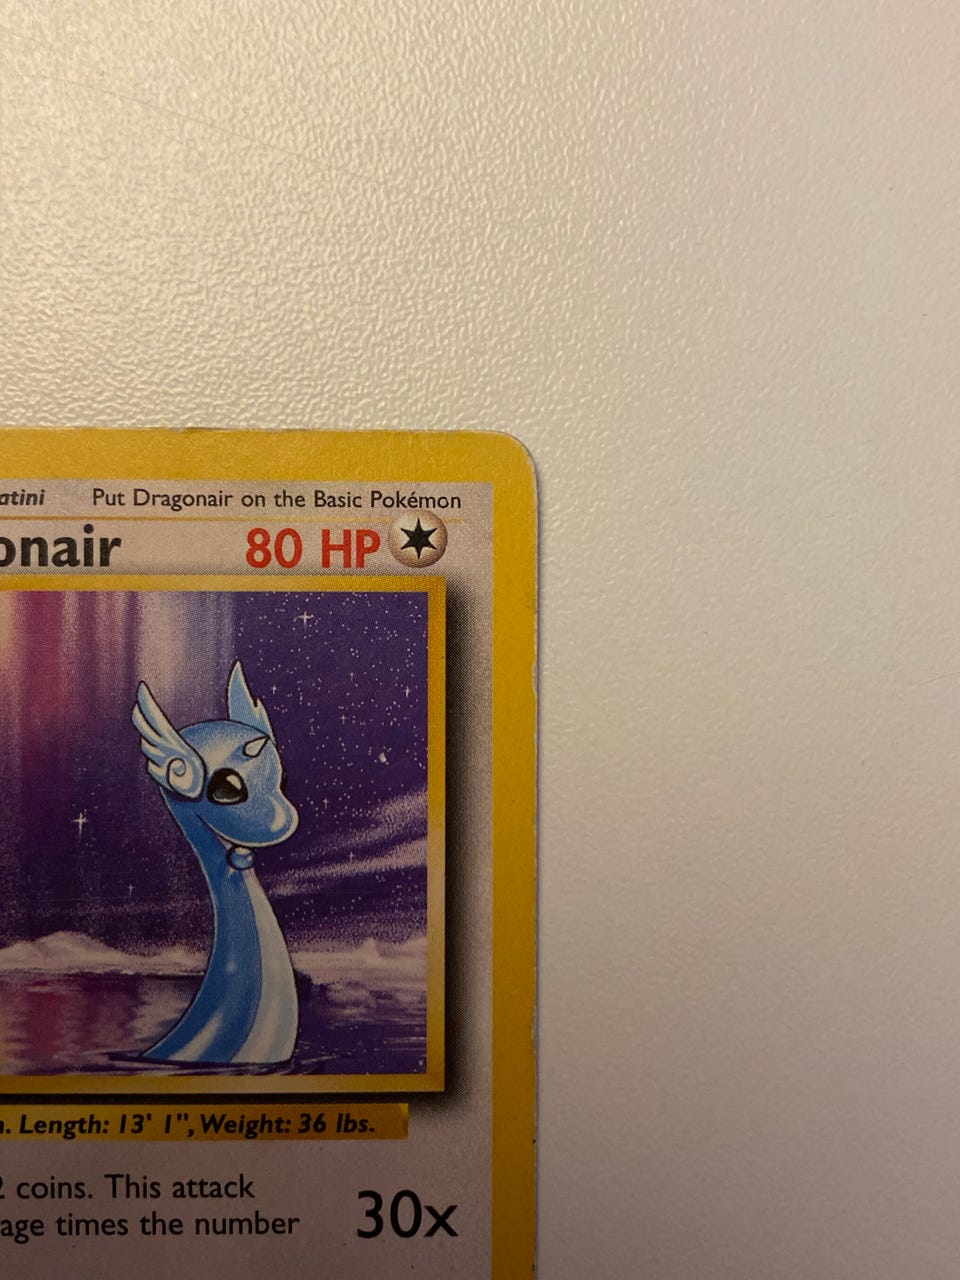 atini Put Dragonair on the Basic Pokémon
onair 80 HP
. Length: 13' 1", Weight: 36 lbs.
2 coins. This attack
age times the number 30x